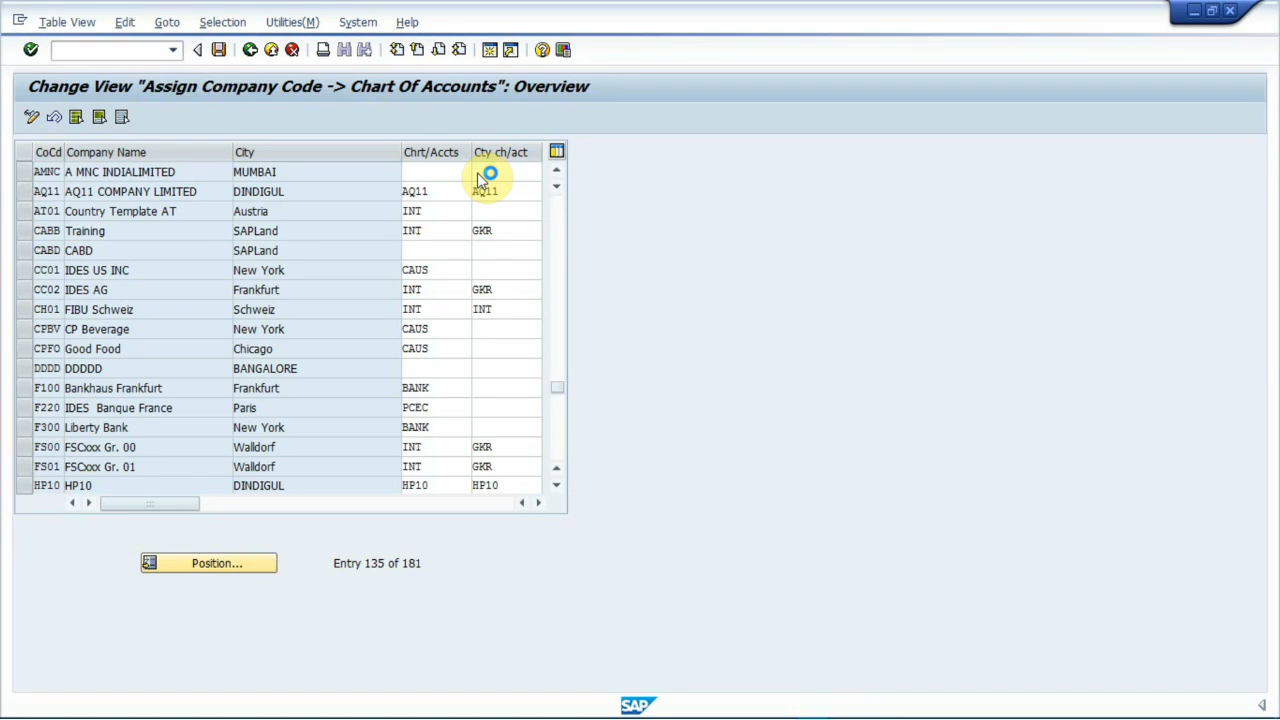 Table View Edit Goto Selection Utilities(M) System Help
Change View "Assign Company Code -> Chart Of Accounts": Overview
CoCd Company Name City Chrt/Accts Cty ch/act
AMNC A MNC INDIALIMITED MUMBAI
AQ11 AQ11 COMPANY LIMITED DINDIGUL AQ11 AQ11
AT01 Country Template AT Austria INT
CABB Training SAPLand INT GKR
CABD CABD SAPLand
CC01 IDES US INC New York CAUS
CC02 IDES AG Frankfurt INT GKR
CH01 FIBU Schweiz Schweiz INT INT
CPBV CP Beverage New York CAUS
CPFO Good Food Chicago CAUS
DDDD DDDDD BANGALORE
F100 Bankhaus Frankfurt Frankfurt BANK
F220 IDES Banque France Paris PCEC
F300 Liberty Bank New York BANK
FS00 FSCxxx Gr. 00 Walldorf INT GKR
FS01 FSCxxx Gr. 01 Walldorf INT GKR
HP10 HP10 DINDIGUL HP10 HP10
Position... Entry 135 of 181
SAP